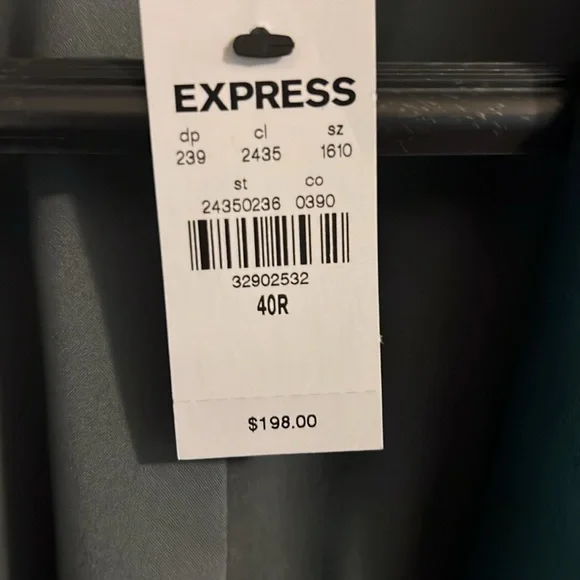 EXPRESS
dp cl sz
239 2435 1610
st co
24350236 0390
32902532
40R
$198.00